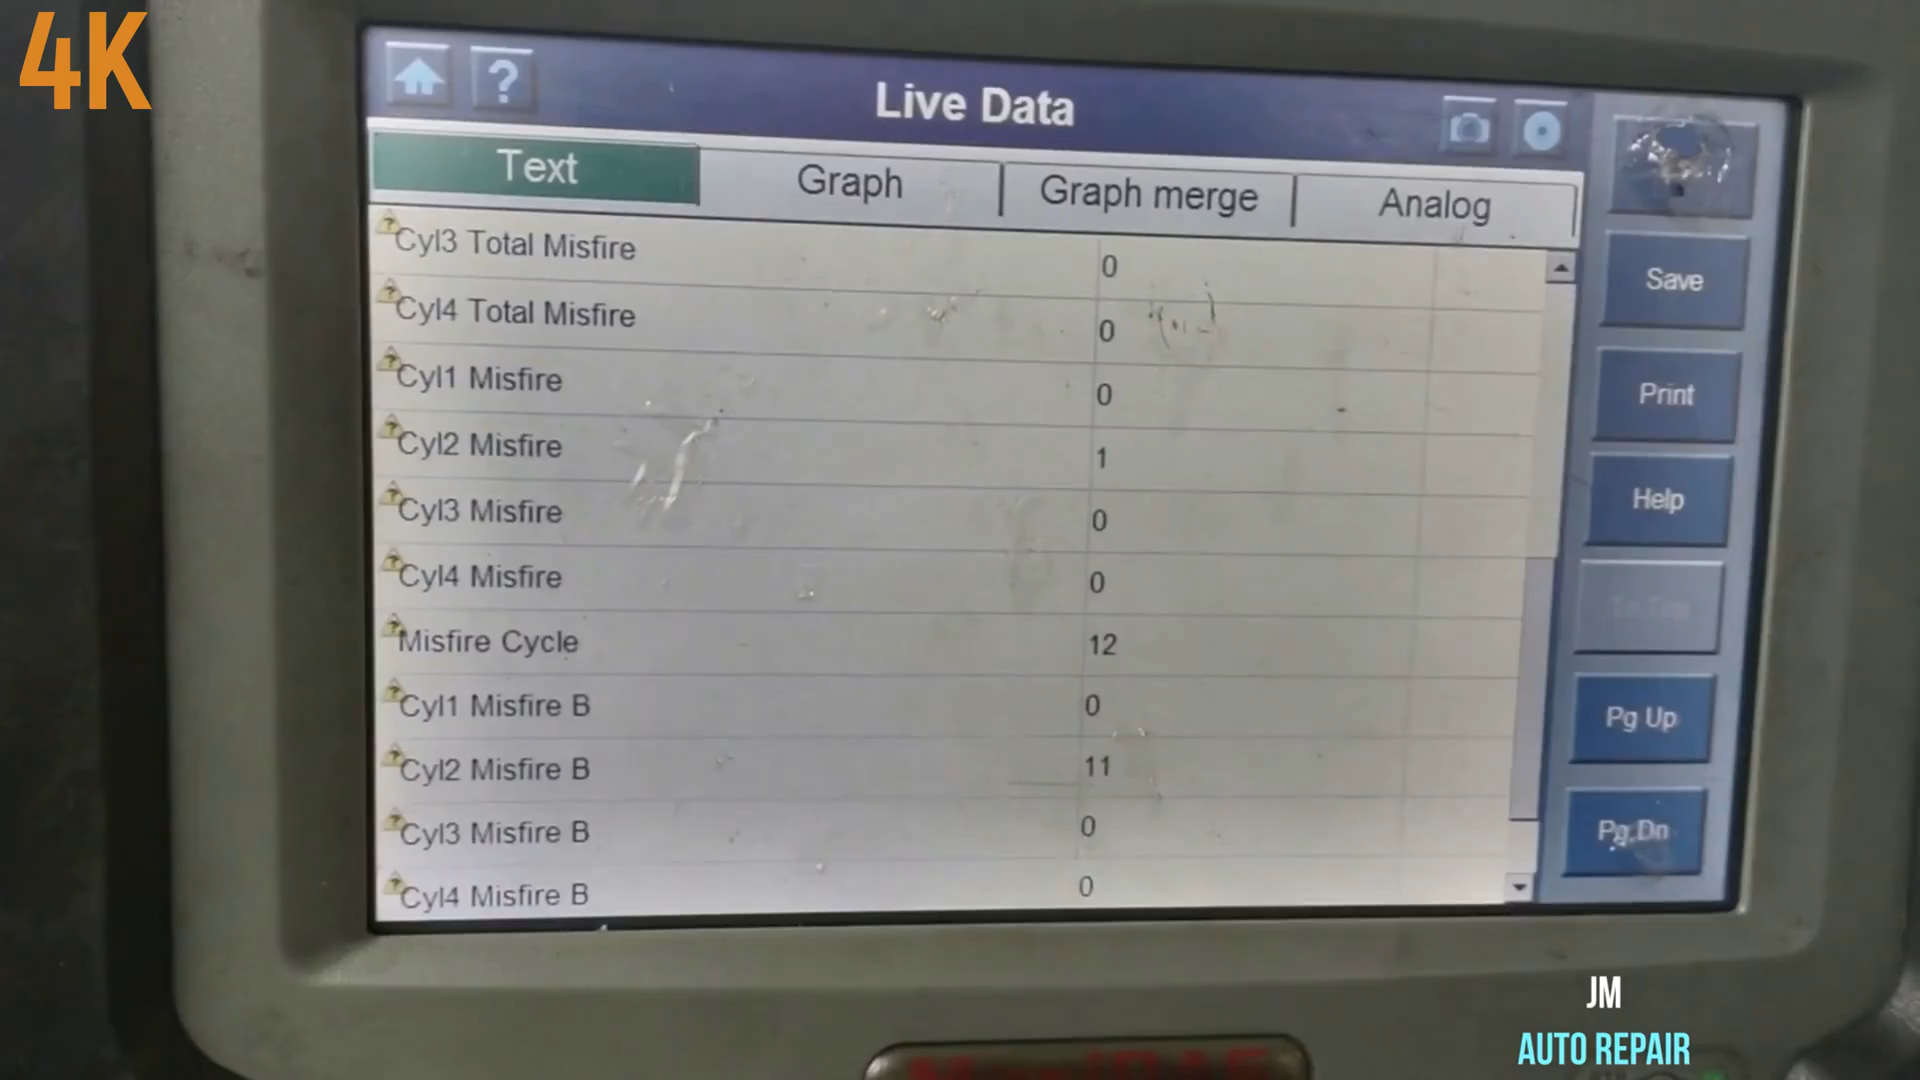 4K
?
Live Data
Text
Graph
Graph merge
Analog
Cyl3 Total Misfire 0
Cyl4 Total Misfire 0
Cyl1 Misfire 0
Cyl2 Misfire 1
Cyl3 Misfire 0
Cyl4 Misfire 0
Misfire Cycle 12
Cyl1 Misfire B 0
Cyl2 Misfire B 11
Cyl3 Misfire B 0
Cyl4 Misfire B 0
Save
Print
Help
Pg Up
Pg Dn
JM
AUTO REPAIR